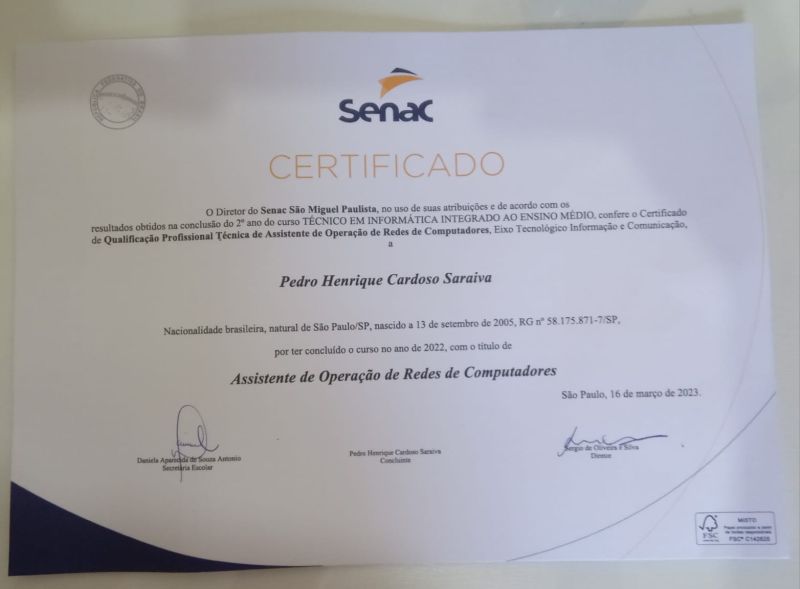 REPÚBLICA FEDERATIVA DO BRASIL
Senac
CERTIFICADO
O Diretor do Senac São Miguel Paulista, no uso de suas atribuições e de acordo com os
resultados obtidos na conclusão do 2º ano do curso TÉCNICO EM INFORMÁTICA INTEGRADO AO ENSINO MÉDIO, confere o Certificado
de Qualificação Profissional Técnica de Assistente de Operação de Redes de Computadores, Eixo Tecnológico Informação e Comunicação,
a
Pedro Henrique Cardoso Saraiva
Nacionalidade brasileira, natural de São Paulo/SP, nascido a 13 de setembro de 2005, RG nº 58.175.871-7/SP,
por ter concluído o curso no ano de 2022, com o título de
Assistente de Operação de Redes de Computadores
São Paulo, 16 de março de 2023.
Daniela Aparecida de Souza Antonio
Secretária Escolar
Pedro Henrique Cardoso Saraiva
Concluinte
Sergio de Oliveira e Silva
Diretor
FSC
MISTO
FSC® C142625